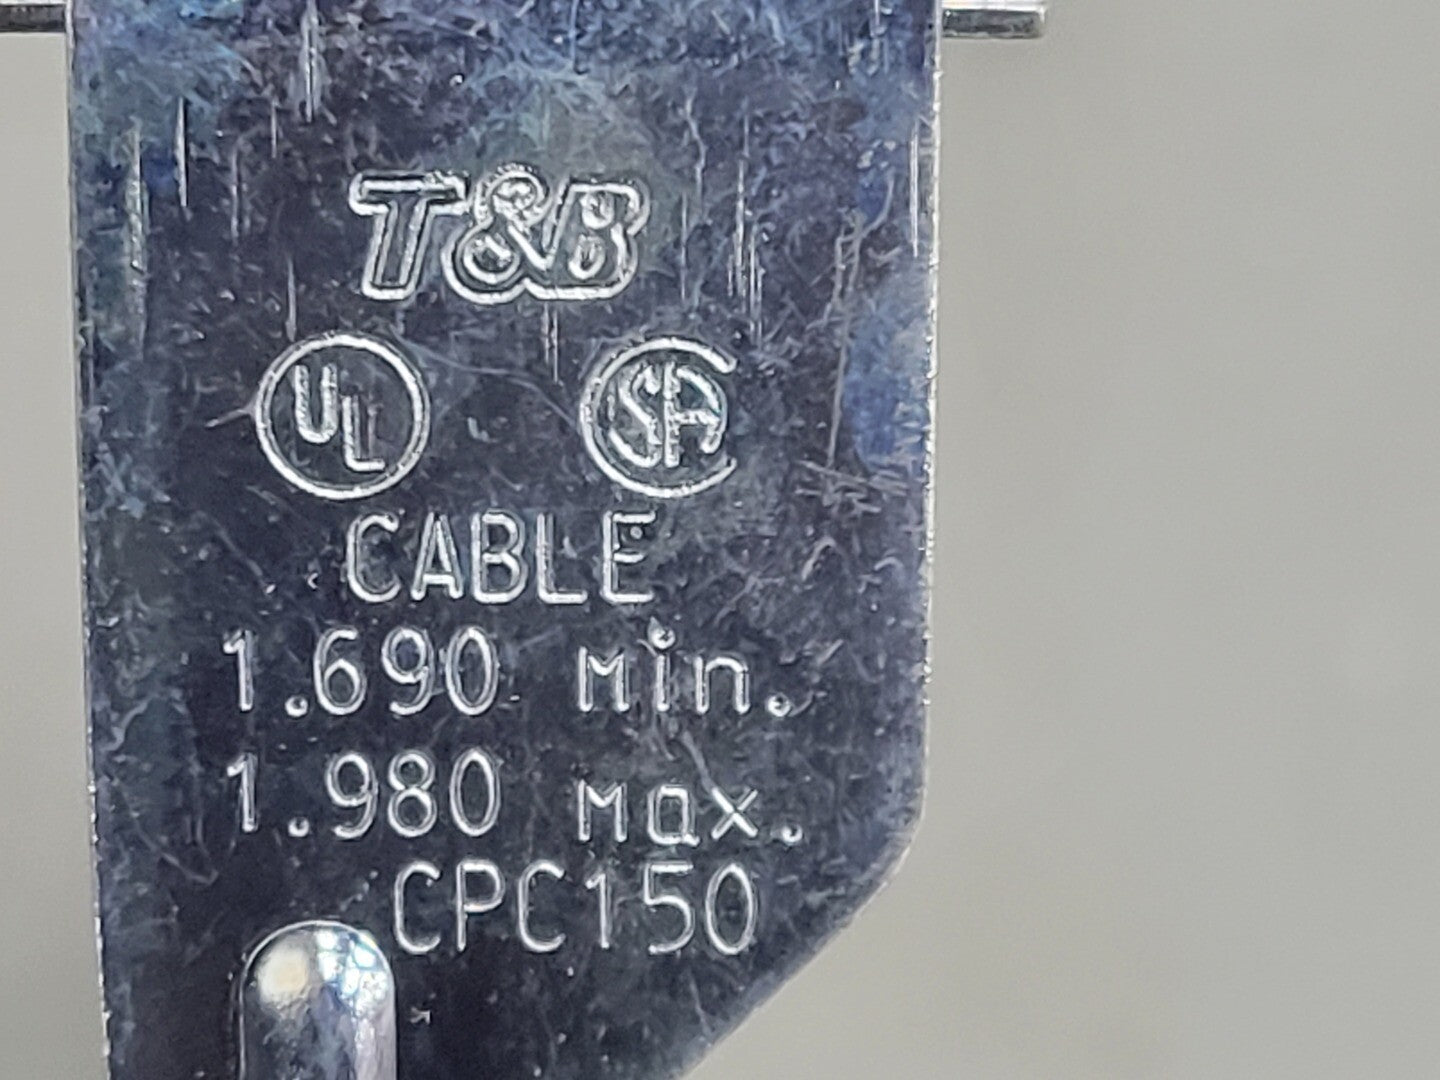 T&B
UL SA
CABLE
1.690 Min.
1.980 Max.
CPC150